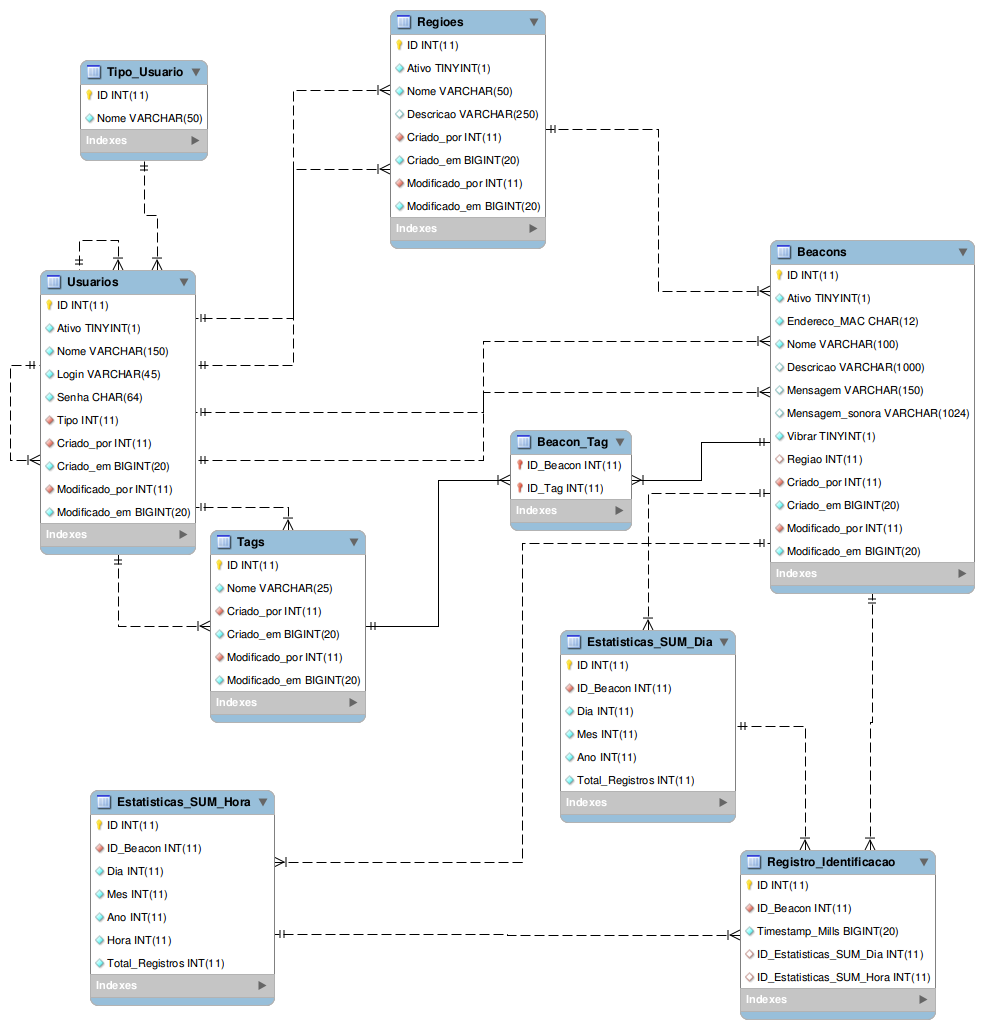 Regioes
ID INT(11)
Ativo TINYINT(1)
Nome VARCHAR(50)
Descricao VARCHAR(250)
Criado_por INT(11)
Criado_em BIGINT(20)
Modificado_por INT(11)
Modificado_em BIGINT(20)
Indexes
Tipo_Usuario
ID INT(11)
Nome VARCHAR(50)
Indexes
Usuarios
ID INT(11)
Ativo TINYINT(1)
Nome VARCHAR(150)
Login VARCHAR(45)
Senha CHAR(64)
Tipo INT(11)
Criado_por INT(11)
Criado_em BIGINT(20)
Modificado_por INT(11)
Modificado_em BIGINT(20)
Indexes
Beacons
ID INT(11)
Ativo TINYINT(1)
Endereco_MAC CHAR(12)
Nome VARCHAR(100)
Descricao VARCHAR(1000)
Mensagem VARCHAR(150)
Mensagem_sonora VARCHAR(1024)
Vibrar TINYINT(1)
Regiao INT(11)
Criado_por INT(11)
Criado_em BIGINT(20)
Modificado_por INT(11)
Modificado_em BIGINT(20)
Indexes
Beacon_Tag
ID_Beacon INT(11)
ID_Tag INT(11)
Indexes
Tags
ID INT(11)
Nome VARCHAR(25)
Criado_por INT(11)
Criado_em BIGINT(20)
Modificado_por INT(11)
Modificado_em BIGINT(20)
Indexes
Estatisticas_SUM_Dia
ID INT(11)
ID_Beacon INT(11)
Dia INT(11)
Mes INT(11)
Ano INT(11)
Total_Registros INT(11)
Indexes
Estatisticas_SUM_Hora
ID INT(11)
ID_Beacon INT(11)
Dia INT(11)
Mes INT(11)
Ano INT(11)
Hora INT(11)
Total_Registros INT(11)
Indexes
Registro_Identificacao
ID INT(11)
ID_Beacon INT(11)
Timestamp_Mills BIGINT(20)
ID_Estatisticas_SUM_Dia INT(11)
ID_Estatisticas_SUM_Hora INT(11)
Indexes